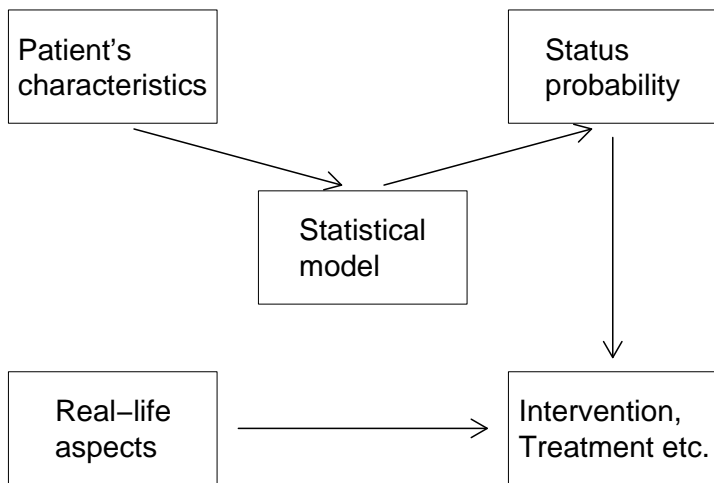 Patient's
characteristics
Status
probability
Statistical
model
Real−life
aspects
Intervention,
Treatment etc.